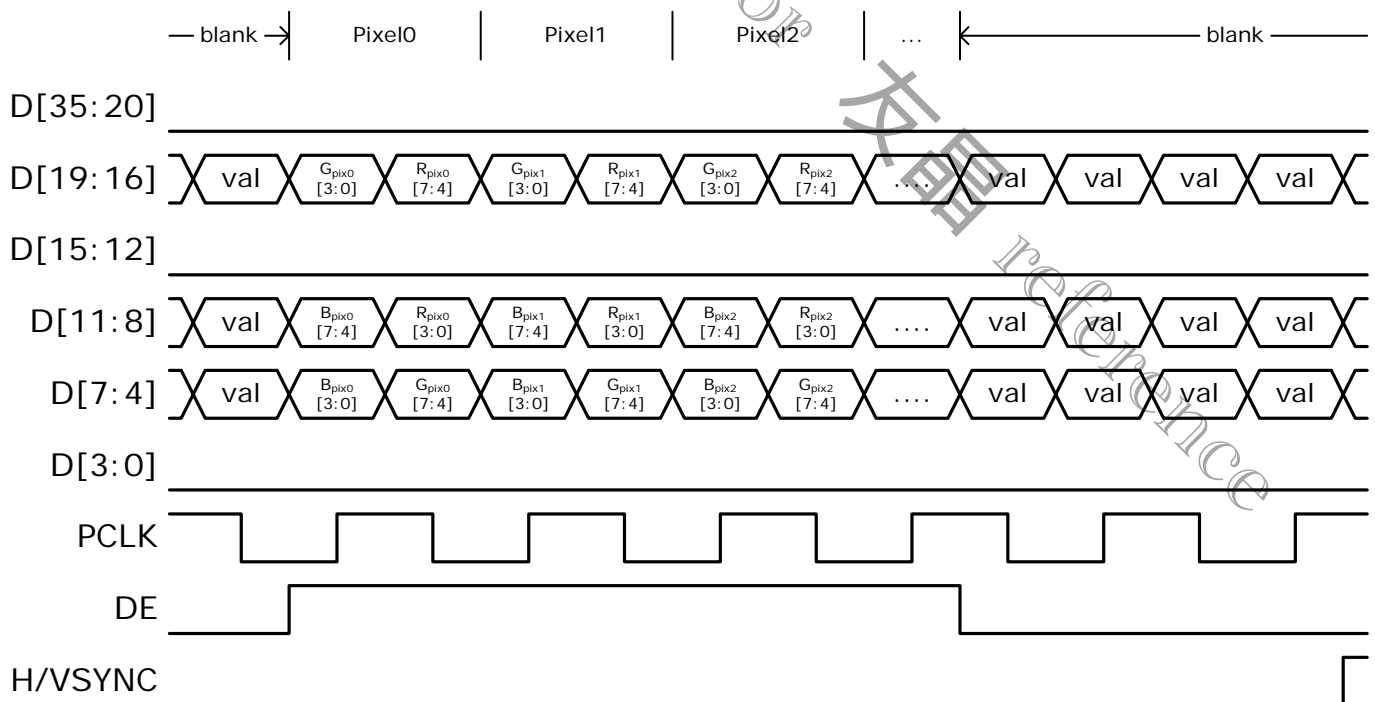 blank Pixel0 Pixel1 Pixel2 ... blank
D[35:20]
D[19:16] val Gpix0 [3:0] Rpix0 [7:4] Gpix1 [3:0] Rpix1 [7:4] Gpix2 [3:0] Rpix2 [7:4] .... val val val val
D[15:12]
D[11:8] val Bpix0 [7:4] Rpix0 [3:0] Bpix1 [7:4] Rpix1 [3:0] Bpix2 [7:4] Rpix2 [3:0] .... val val val val
D[7:4] val Bpix0 [3:0] Gpix0 [7:4] Bpix1 [3:0] Gpix1 [7:4] Bpix2 [3:0] Gpix2 [7:4] .... val val val val
D[3:0]
PCLK
DE
H/VSYNC
or 友晶 reference